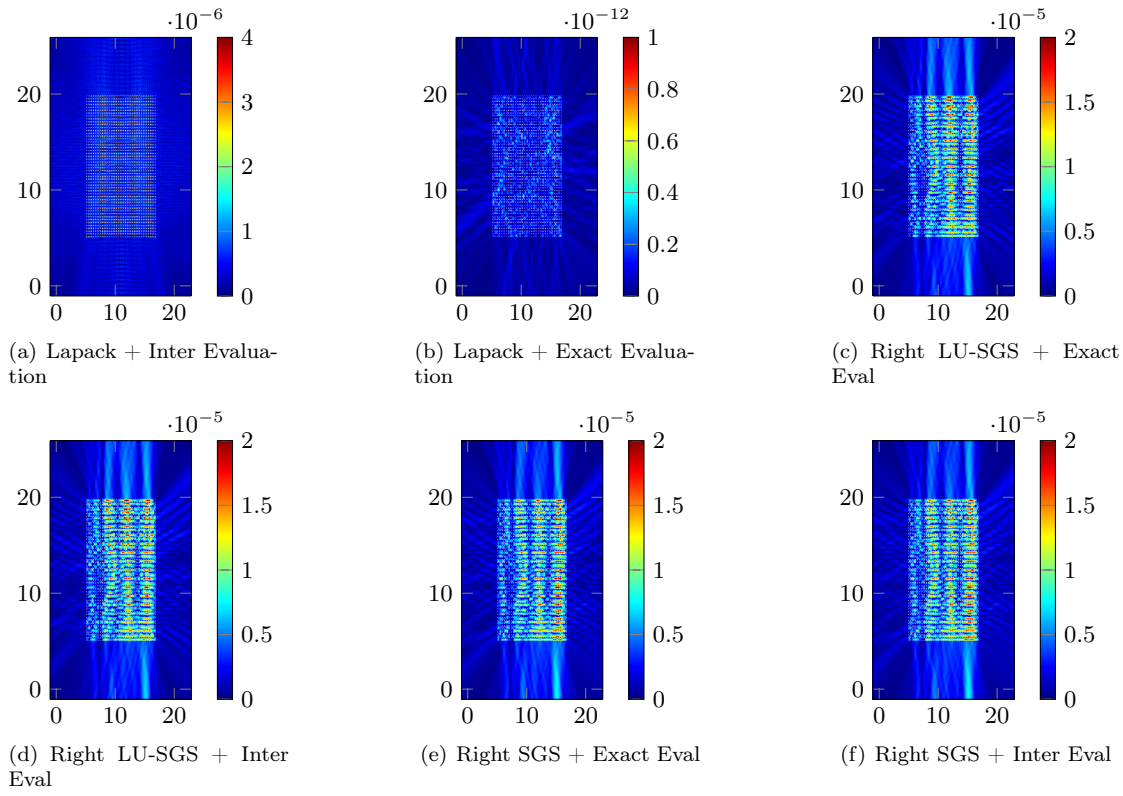 ·10−6 ·10−12 ·10−5
4 1 2
20 3 20 0.8 20 1.5
0.6
10 2 10 10 1
0.4
1 0.2 0.5
0 0 0
0 0 0
0 10 20 0 10 20 0 10 20
(a) Lapack + Inter Evalua- (b) Lapack + Exact Evalua- (c) Right LU-SGS + Exact
tion tion Eval
·10−5 ·10−5 ·10−5
2 2 2
20 1.5 20 1.5 20 1.5
10 1 10 1 10 1
0.5 0.5 0.5
0 0 0
0 0 0
0 10 20 0 10 20 0 10 20
(d) Right LU-SGS + Inter (e) Right SGS + Exact Eval (f) Right SGS + Inter Eval
Eval